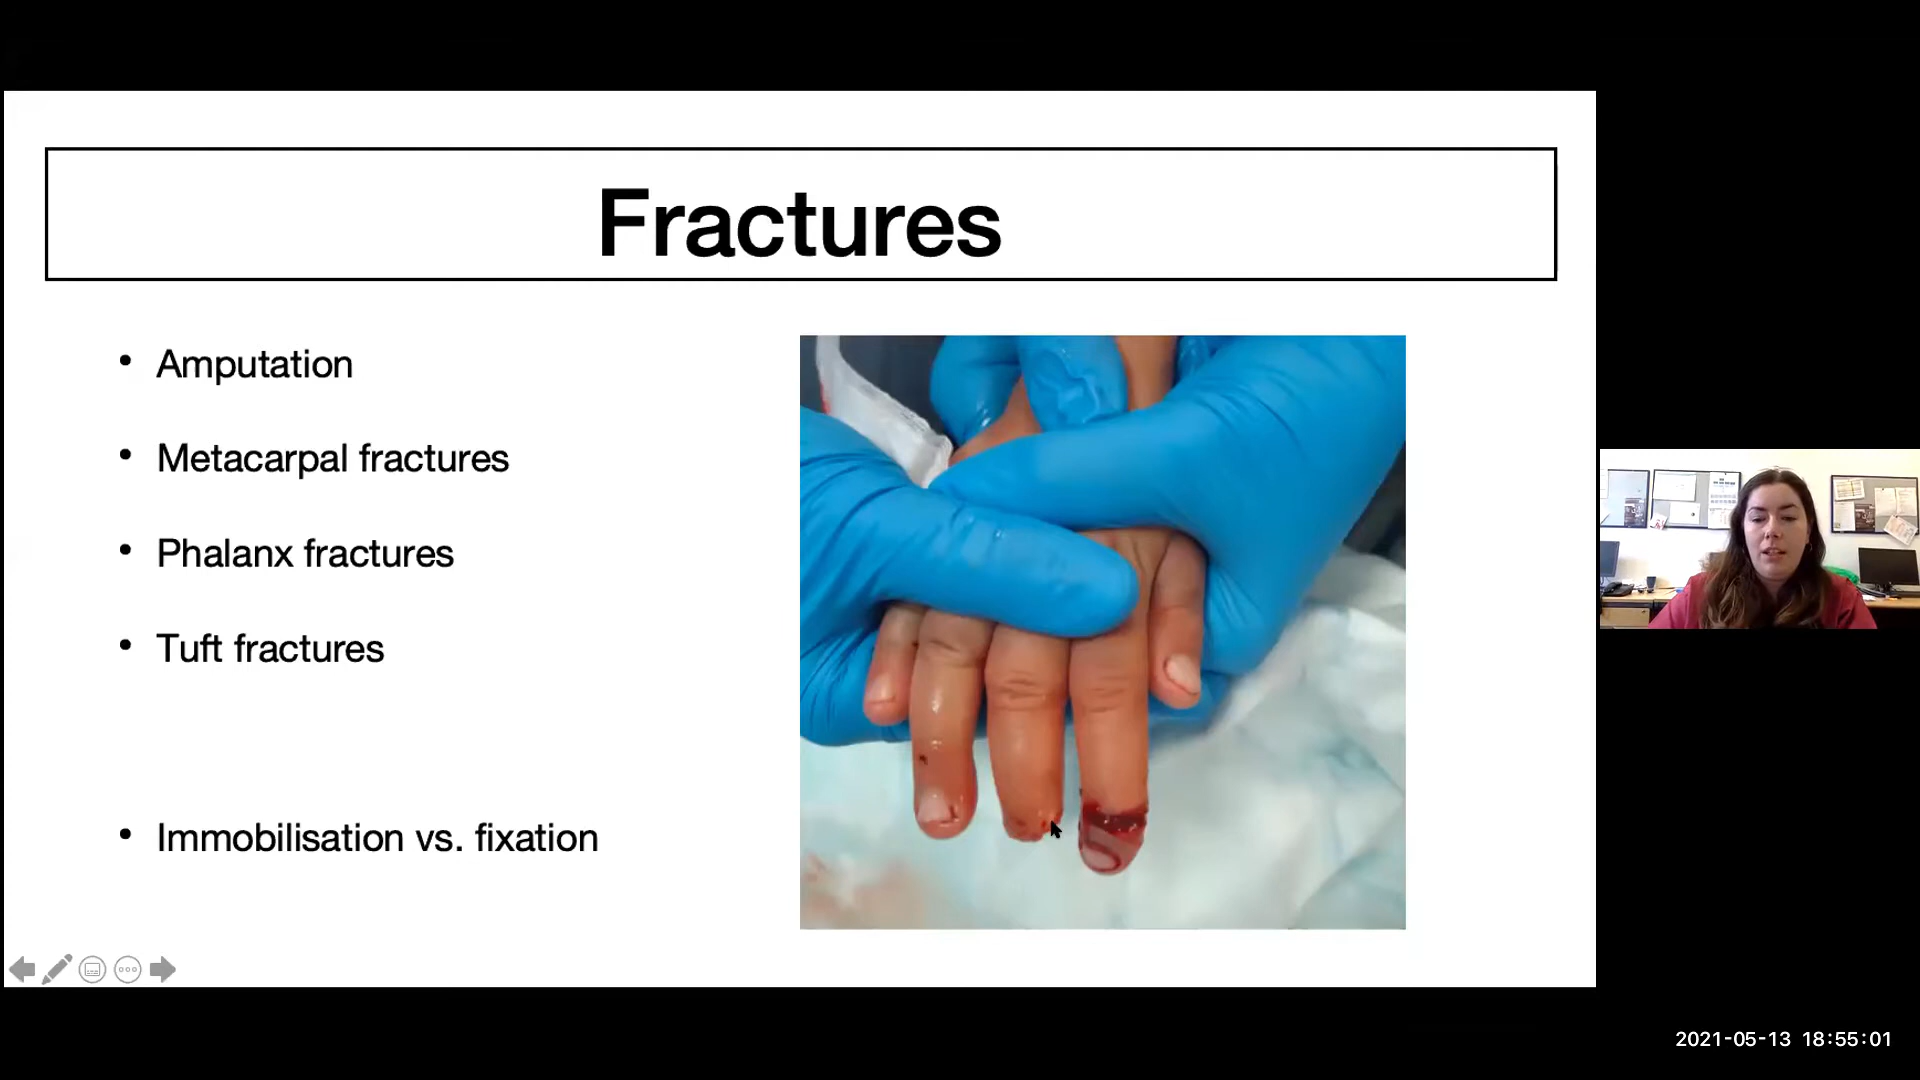 Fractures
Amputation
Metacarpal fractures
Phalanx fractures
Tuft fractures
Immobilisation vs. fixation
2021-05-13 18:55:01